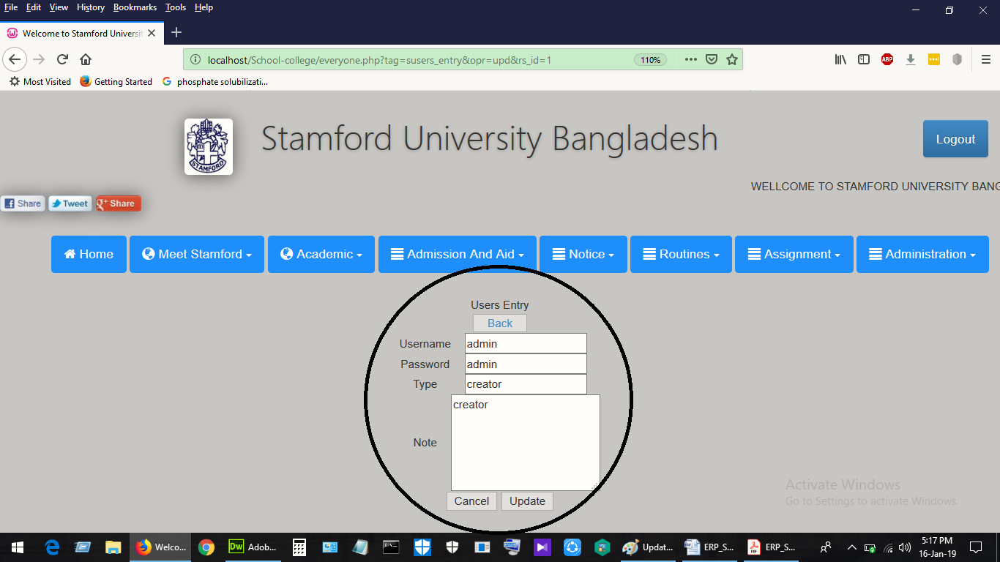 File Edit View History Bookmarks Tools Help
Welcome to Stamford Universit
localhost/School-college/everyone.php?tag=susers_entry&opr=upd&rs_id=1 110%
ABP
Most Visited Getting Started phosphate solubilizati...
STAMFORD
Stamford University Bangladesh
Logout
WELLCOME TO STAMFORD UNIVERSITY BANG
Share Tweet Share
Home Meet Stamford Academic Admission And Aid Notice Routines Assignment Administration
Users Entry
Back
Username admin
Password admin
Type creator
creator
Note
Cancel Update
Activate Windows
Go to Settings to activate Windows.
Welco... Adob... Updat... ERP_S... ERP_S...
5:17 PM
16-Jan-19